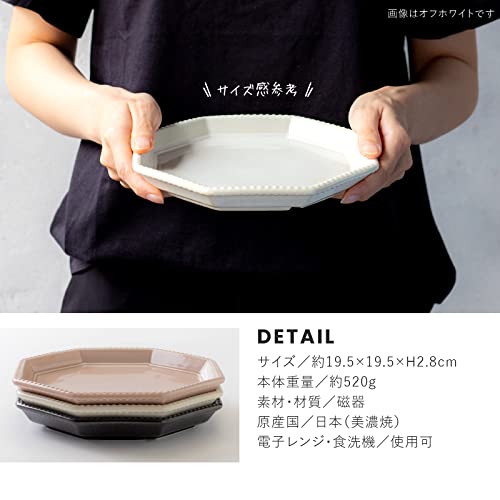 画像はオフホワイトです
\\ サイズ感参考 //
DETAIL
サイズ／約19.5×19.5×H2.8cm
本体重量／約520g
素材・材質／磁器
原産国／日本（美濃焼）
電子レンジ・食洗機／使用可